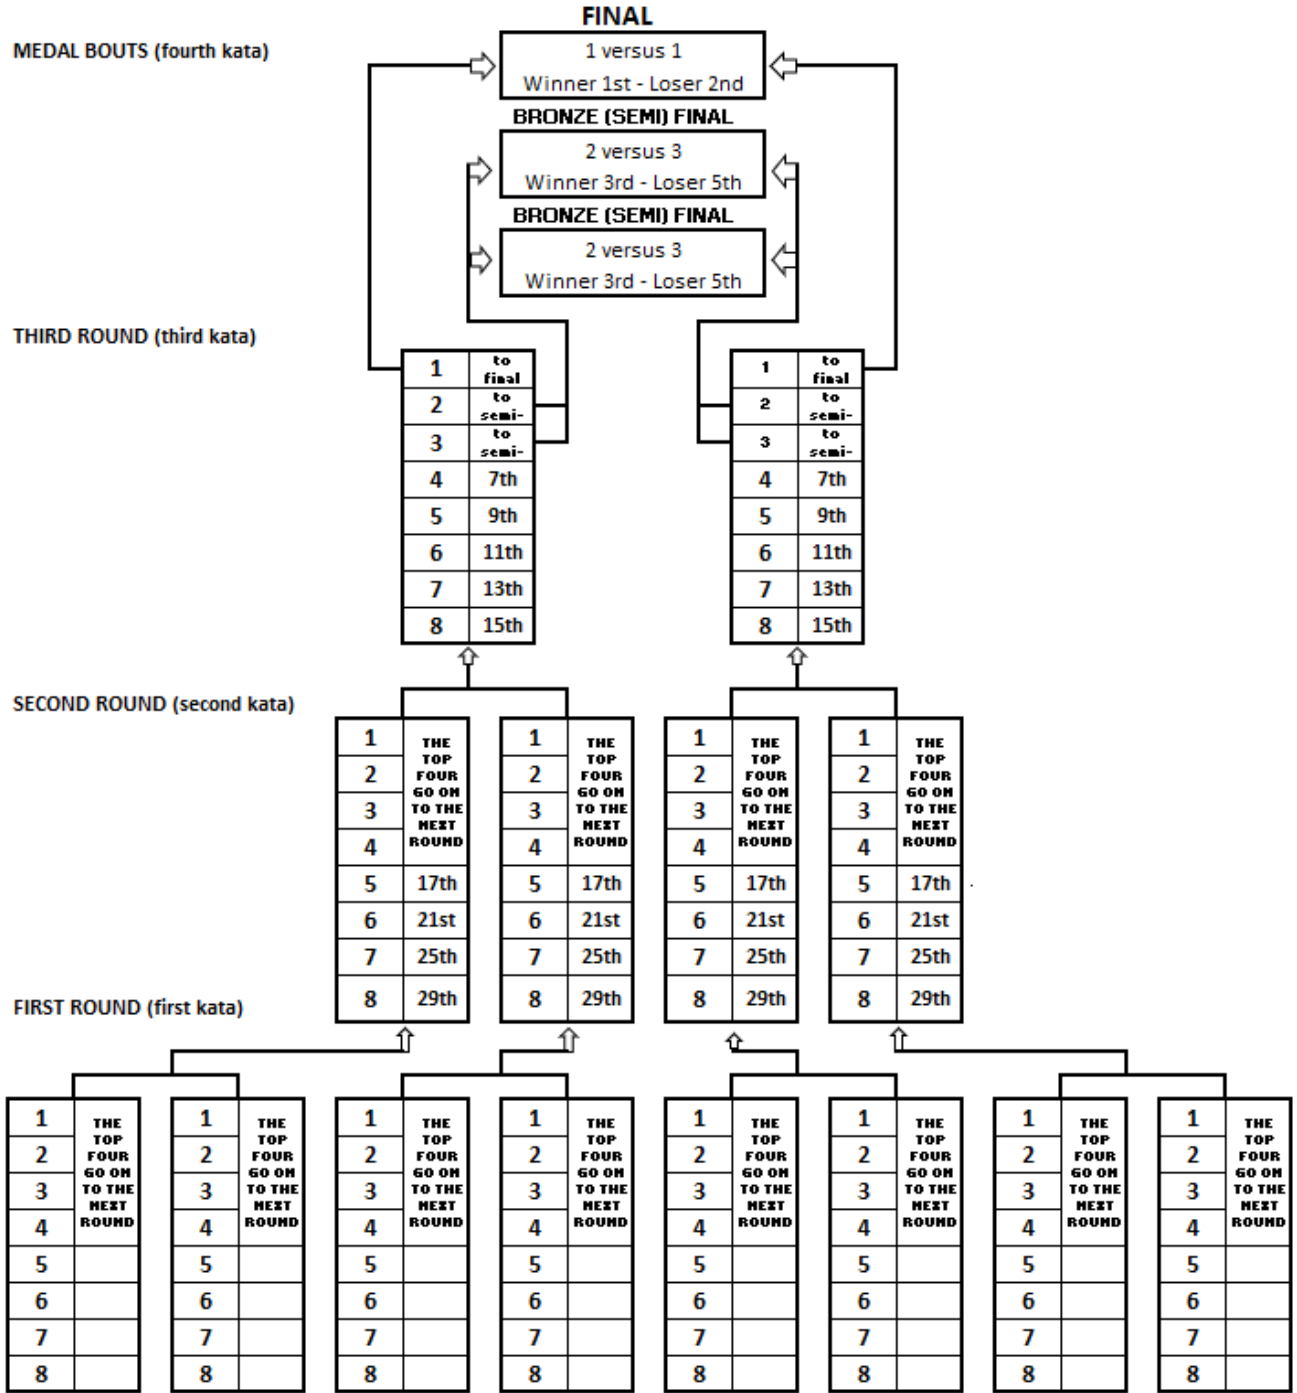 FINAL
MEDAL BOUTS (fourth kata)
1 versus 1
Winner 1st - Loser 2nd
BRONZE (SEMI) FINAL
2 versus 3
Winner 3rd - Loser 5th
BRONZE (SEMI) FINAL
2 versus 3
Winner 3rd - Loser 5th
THIRD ROUND (third kata)
1 to final 1 to final
2 to semi- 2 to semi-
3 to semi- 3 to semi-
4 7th 4 7th
5 9th 5 9th
6 11th 6 11th
7 13th 7 13th
8 15th 8 15th
SECOND ROUND (second kata)
1 1 1 1
2 2 2 2
3 3 3 3
4 4 4 4
THE THE THE THE
TOP TOP TOP TOP
FOUR FOUR FOUR FOUR
GO ON GO ON GO ON GO ON
TO THE TO THE TO THE TO THE
NEXT NEXT NEXT NEXT
ROUND ROUND ROUND ROUND
5 17th 5 17th 5 17th 5 17th
6 21st 6 21st 6 21st 6 21st
7 25th 7 25th 7 25th 7 25th
8 29th 8 29th 8 29th 8 29th
FIRST ROUND (first kata)
1 1 1 1 1 1 1 1
2 2 2 2 2 2 2 2
3 3 3 3 3 3 3 3
4 4 4 4 4 4 4 4
THE THE THE THE THE THE THE THE
TOP TOP TOP TOP TOP TOP TOP TOP
FOUR FOUR FOUR FOUR FOUR FOUR FOUR FOUR
GO ON GO ON GO ON GO ON GO ON GO ON GO ON GO ON
TO THE TO THE TO THE TO THE TO THE TO THE TO THE TO THE
NEXT NEXT NEXT NEXT NEXT NEXT NEXT NEXT
ROUND ROUND ROUND ROUND ROUND ROUND ROUND ROUND
5 5 5 5 5 5 5 5
6 6 6 6 6 6 6 6
7 7 7 7 7 7 7 7
8 8 8 8 8 8 8 8